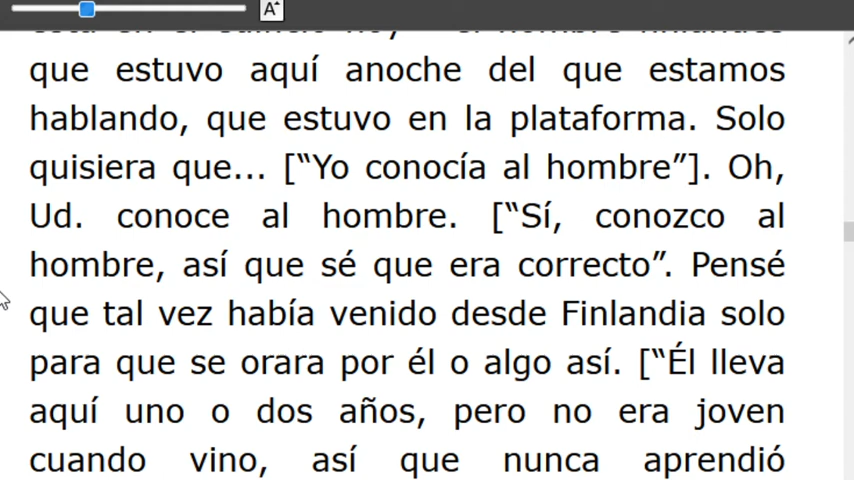 A
que estuvo aquí anoche del que estamos
hablando, que estuvo en la plataforma. Solo
quisiera que… [“Yo conocía al hombre”]. Oh,
Ud. conoce al hombre. [“Sí, conozco al
hombre, así que sé que era correcto”. Pensé
que tal vez había venido desde Finlandia solo
para que se orara por él o algo así. [“Él lleva
aquí uno o dos años, pero no era joven
cuando vino, así que nunca aprendió